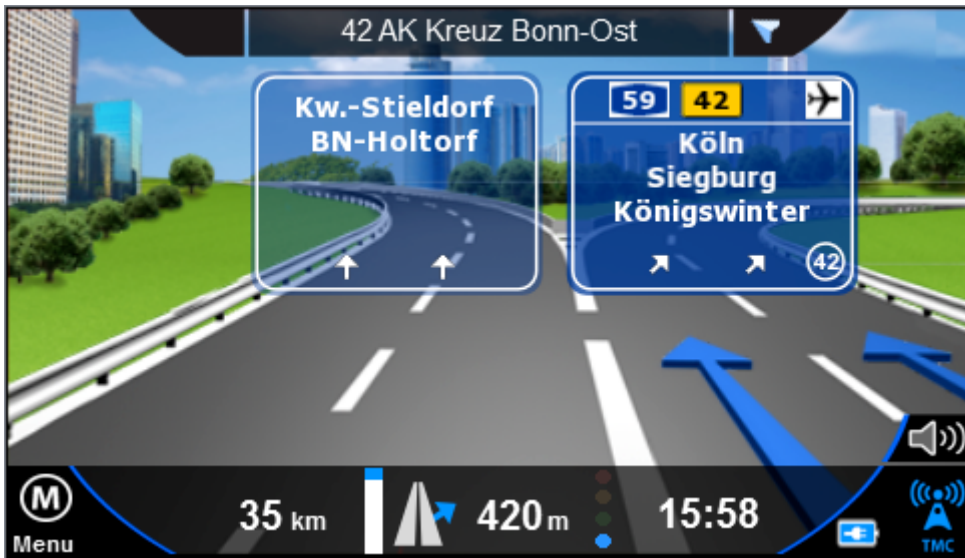 42 AK Kreuz Bonn-Ost
Kw.-Stieldorf
BN-Holtorf
59 42
Köln
Siegburg
Königswinter
42
M
Menu
35 km
420 m
15:58
TMC